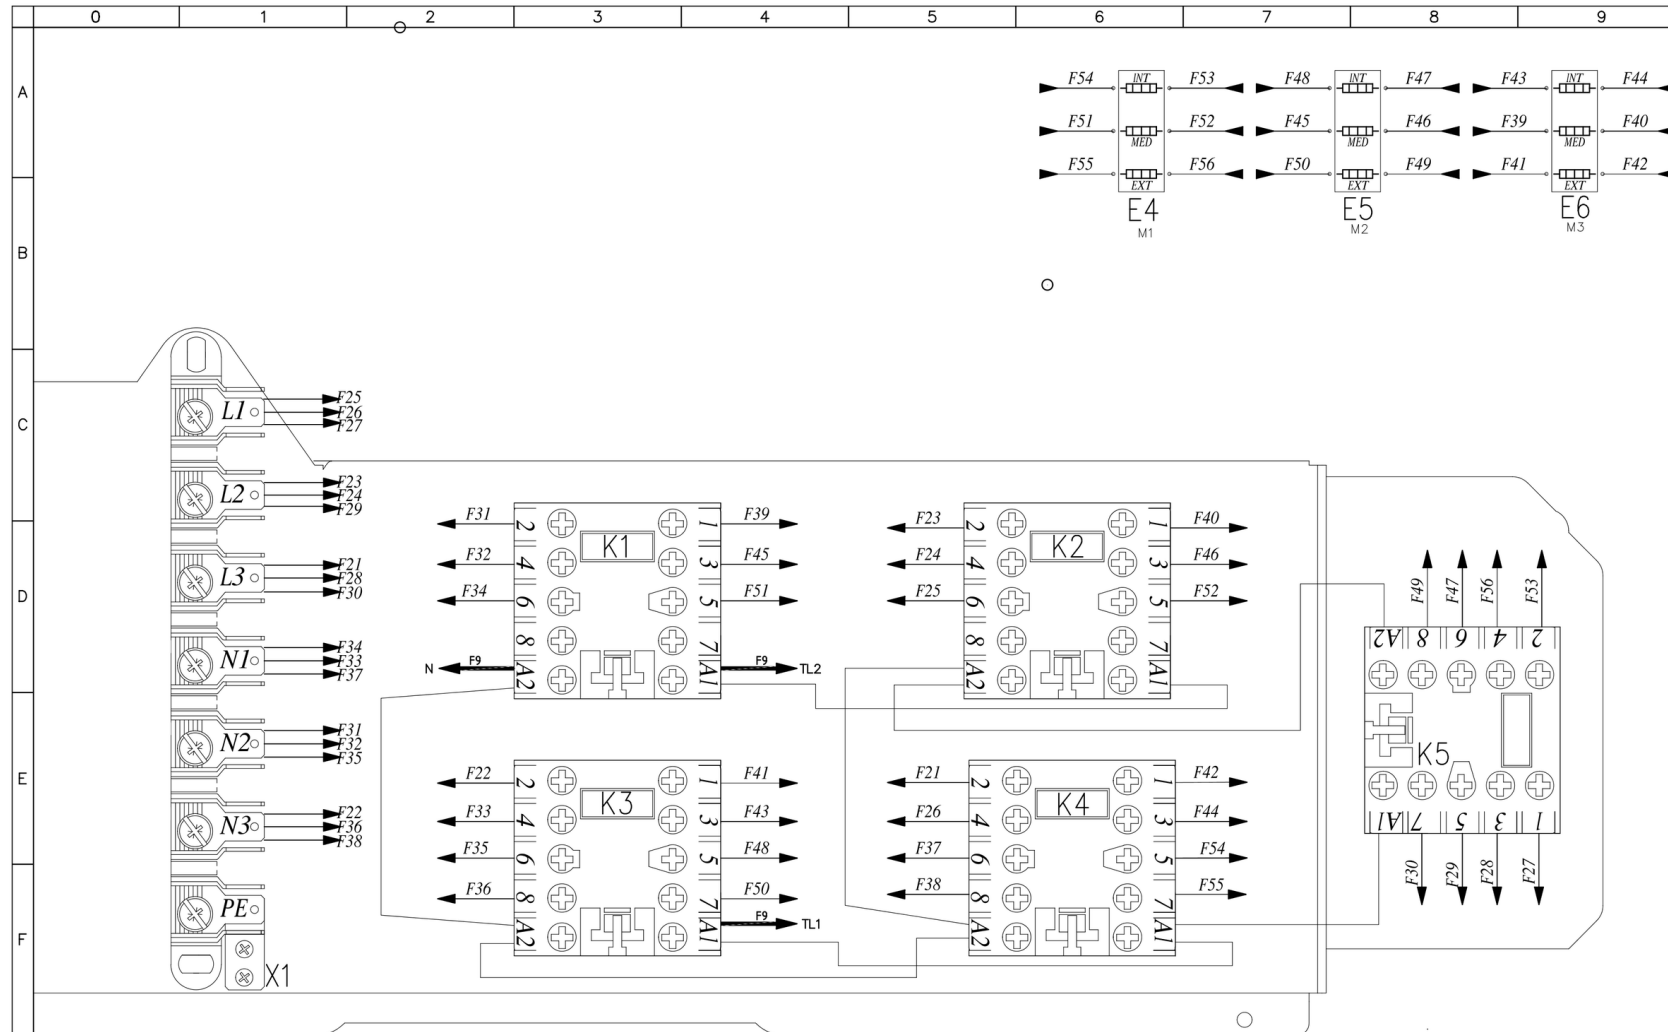 0 1 2 3 4 5 6 7 8 9
A
F54 INT F53 F48 INT F47 F43 INT F44
F51 MED F52 F45 MED F46 F39 MED F40
F55 EXT F56 F50 EXT F49 F41 EXT F42
E4 E5 E6
M1 M2 M3
B
C
L1 F25
F26
F27
L2 F23
F24
F29
D
L3 F21
F28
F30
N1 F34
F33
F37
E
N2 F31
F32
F35
N3 F22
F36
F38
F
PE
X1
F31 2 K1 1 F39
F32 4 3 F45
F34 6 5 F51
8 7
N F9 A2 A1 F9 TL2
F23 2 K2 1 F40
F24 4 3 F46
F25 6 5 F52
8 7
A2 A1
F22 2 K3 1 F41
F33 4 3 F43
F35 6 5 F48
F36 8 7 F50
A2 A1 F9 TL1
F21 2 K4 1 F42
F26 4 3 F44
F37 6 5 F54
F38 8 7 F55
A2 A1
F49 F47 F56 F53
A2 8 6 4 2
K5
A1 7 5 3 1
F30 F29 F28 F27